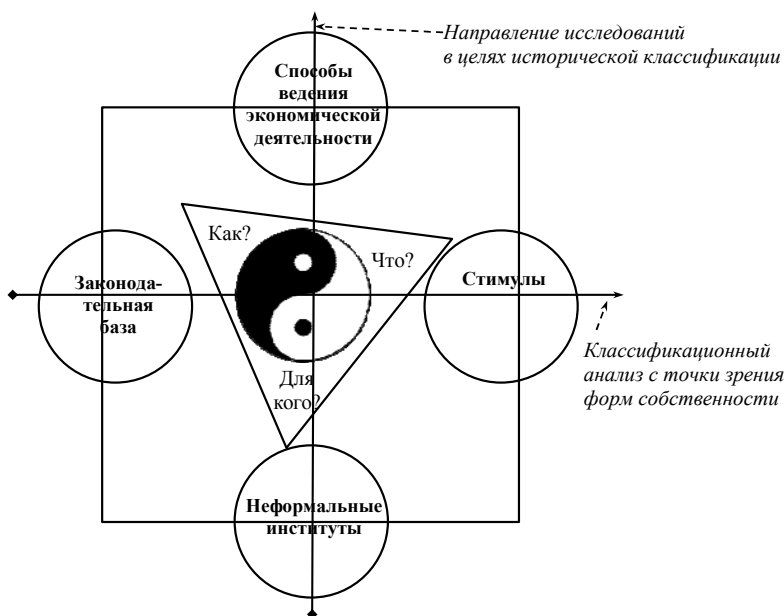 Направление исследований
в целях исторической классификации
Способы
ведения
экономической
деятельности
Как?
Что?
Законода-
тельная
база
Стимулы
Классификационный
анализ с точки зрения
форм собственности
Для
кого?
Неформальные
институты